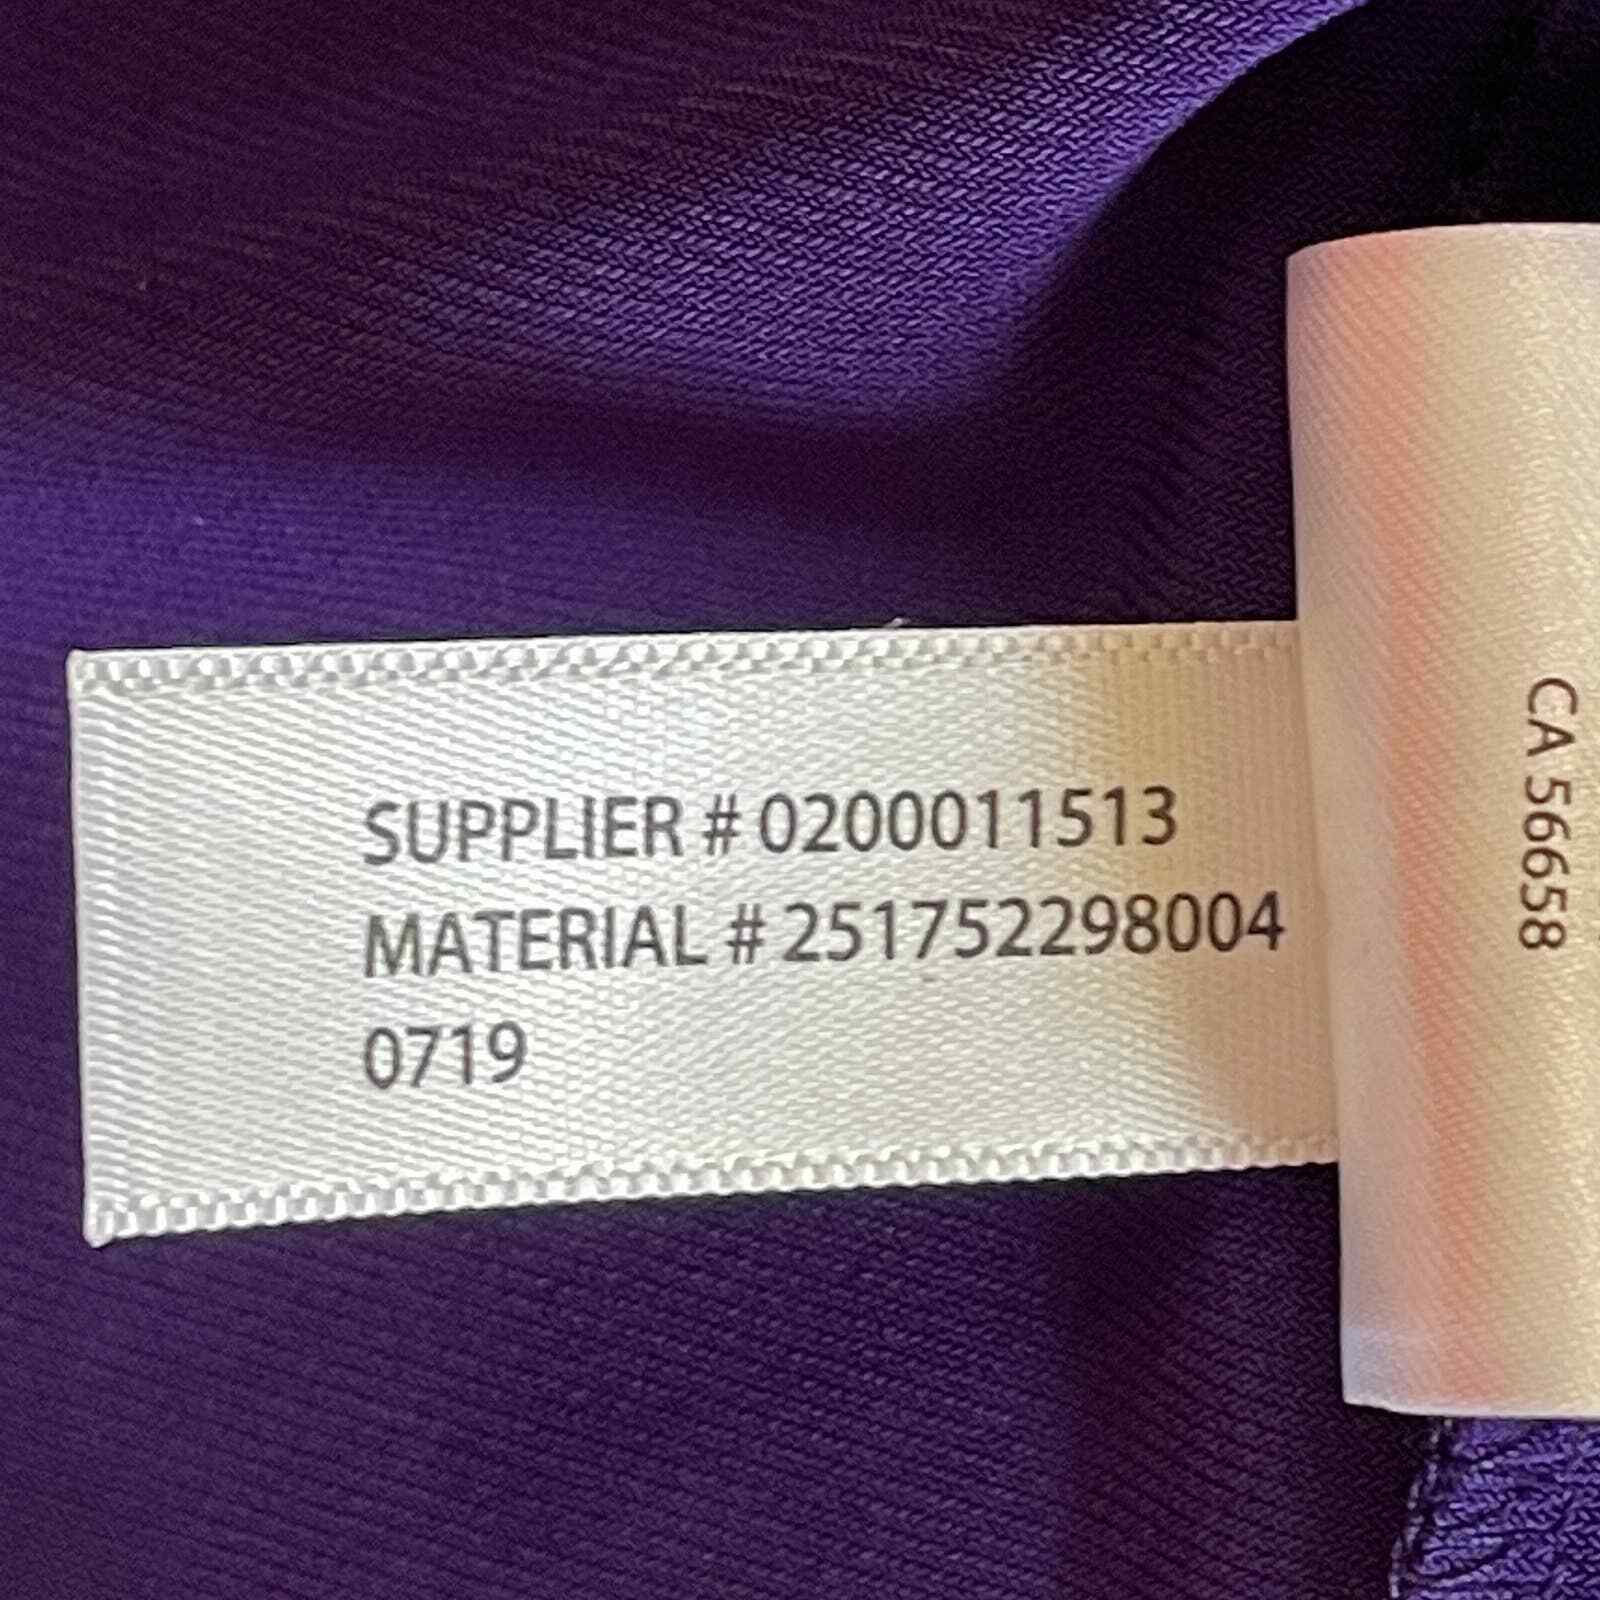 SUPPLIER # 0200011513
MATERIAL # 251752298004
0719
CA 56658